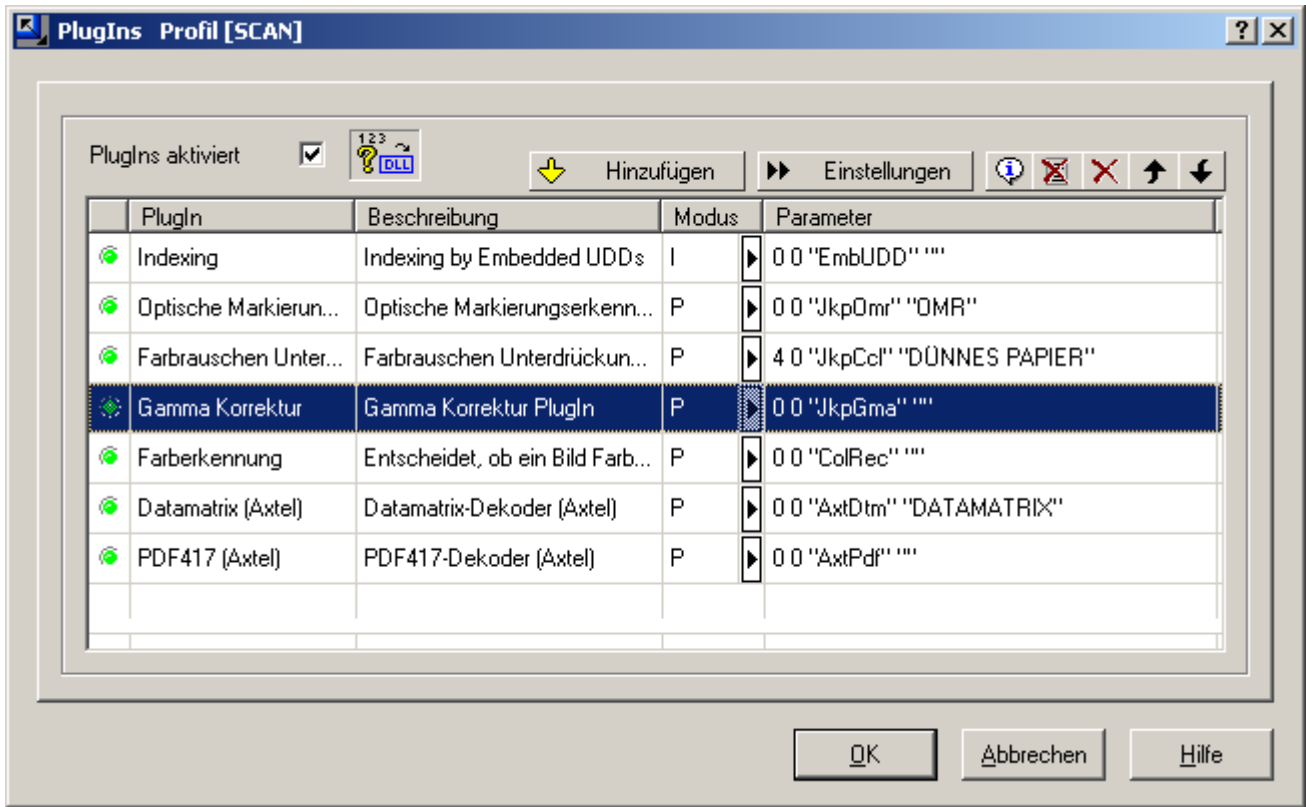 PlugIns Profil [SCAN]
PlugIns aktiviert
123
DLL
Hinzufügen
Einstellungen
PlugIn Beschreibung Modus Parameter
Indexing Indexing by Embedded UDDs I 0 0 "EmbUDD" ""
Optische Markierun... Optische Markierungserkenn... P 0 0 "JkpOmr" "OMR"
Farbrauschen Unter... Farbrauschen Unterdrückun... P 4 0 "JkpCcl" "DÜNNES PAPIER"
Gamma Korrektur Gamma Korrektur PlugIn P 0 0 "JkpGma" ""
Farberkennung Entscheidet, ob ein Bild Farb... P 0 0 "ColRec" ""
Datamatrix (Axtel) Datamatrix-Dekoder (Axtel) P 0 0 "AxtDtm" "DATAMATRIX"
PDF417 (Axtel) PDF417-Dekoder (Axtel) P 0 0 "AxtPdf" ""
OK Abbrechen Hilfe